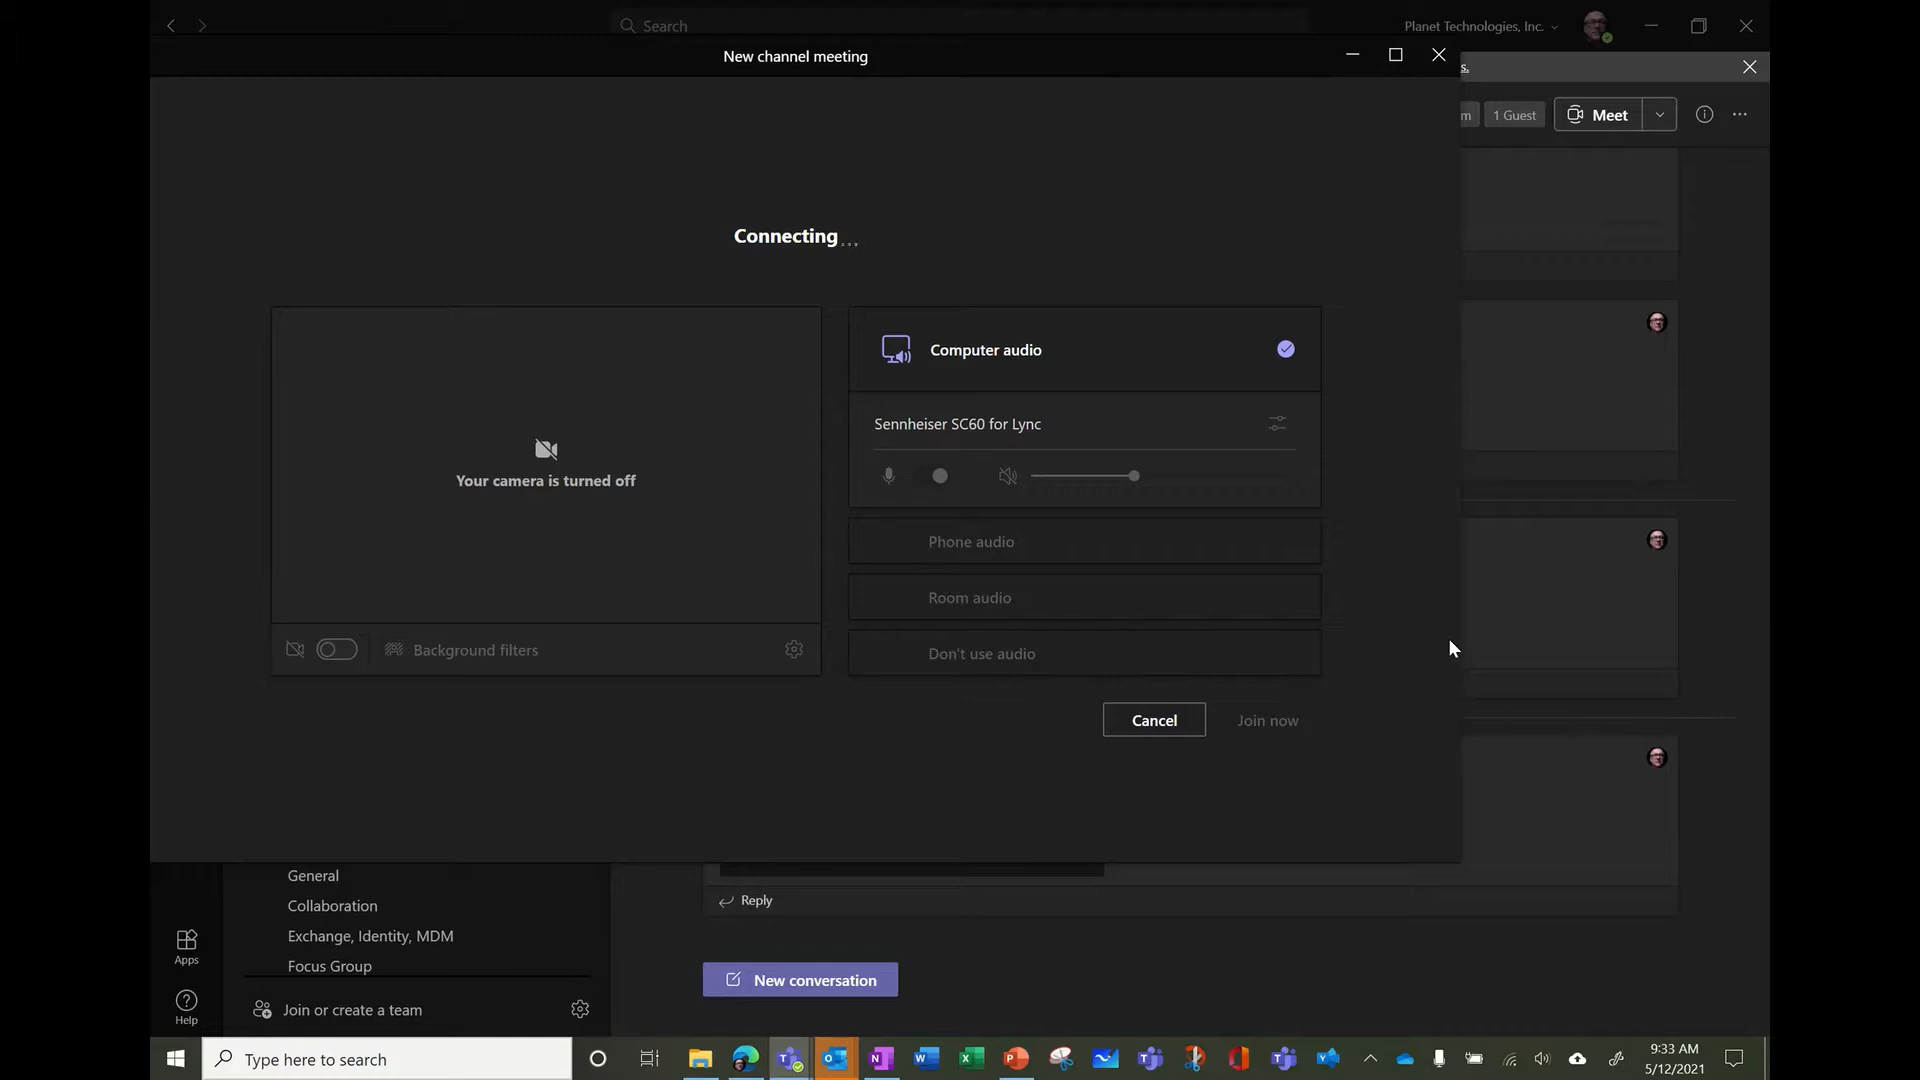 Search
Planet Technologies, Inc.
New channel meeting
s.
m
1 Guest
Meet
Connecting...
Computer audio
Sennheiser SC60 for Lync
Your camera is turned off
Phone audio
Room audio
Background filters
Don't use audio
Cancel
Join now
General
Reply
Collaboration
Exchange, Identity, MDM
Apps
Focus Group
New conversation
Join or create a team
Help
Type here to search
9:33 AM
5/12/2021